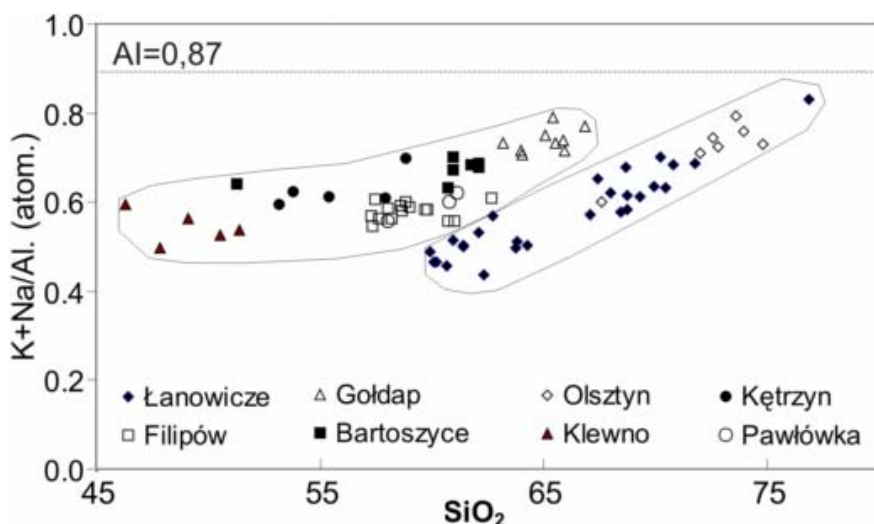 1.0
AI=0,87
0.8
0.6
0.4
0.2
0.0
K+Na/Al. (atom.)
Łanowicze Gołdap Olsztyn Kętrzyn
Filipów Bartoszyce Klewno Pawłówka
45 55 65 75
SiO₂